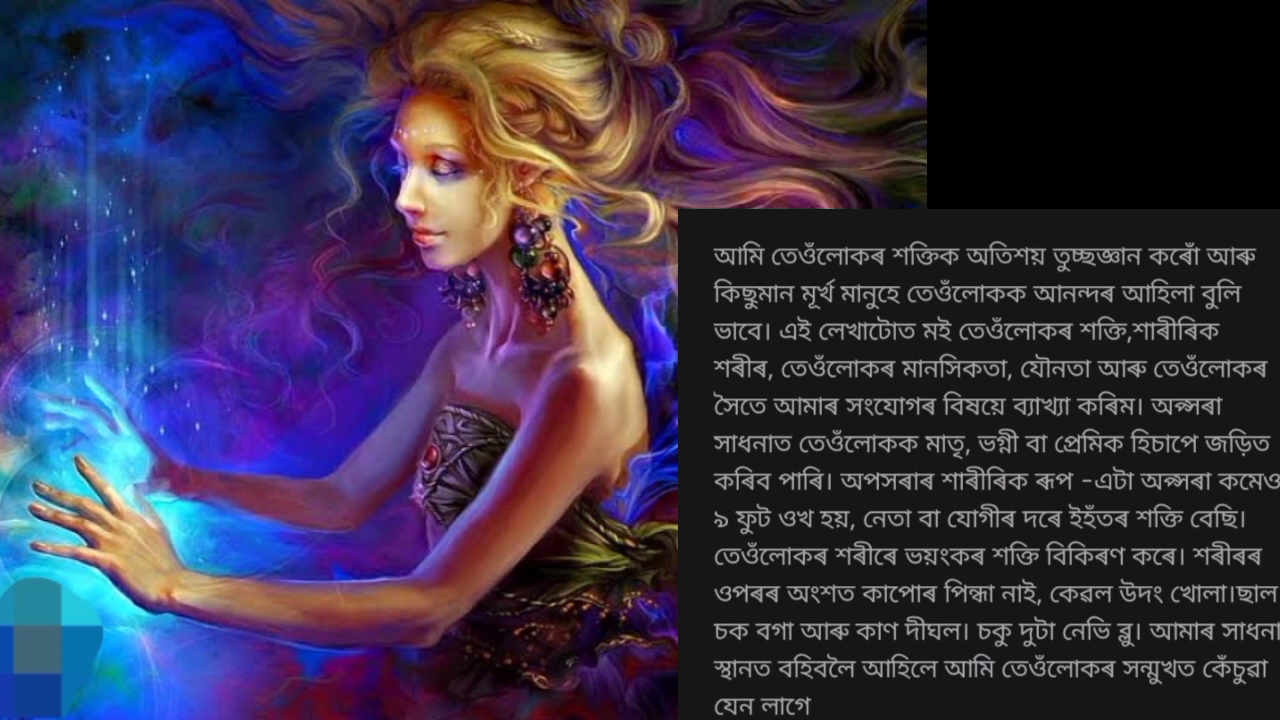 আমি তেওঁলোকৰ শক্তিক অতিশয় তুচ্ছজ্ঞান কৰোঁ আৰু
কিছুমান মূৰ্খ মানুহে তেওঁলোকক আনন্দৰ আহিলা বুলি
ভাবে। এই লেখাটোত মই তেওঁলোকৰ শক্তি,শাৰীৰিক
শৰীৰ, তেওঁলোকৰ মানসিকতা, যৌনতা আৰু তেওঁলোকৰ
সৈতে আমাৰ সংযোগৰ বিষয়ে ব্যাখ্যা কৰিম। অপ্সৰা
সাধনাত তেওঁলোকক মাতৃ, ভগ্নী বা প্ৰেমিক হিচাপে জড়িত
কৰিব পাৰি। অপসৰাৰ শাৰীৰিক ৰূপ -এটা অপ্সৰা কমেও
৯ ফুট ওখ হয়, নেতা বা যোগীৰ দৰে ইহঁতৰ শক্তি বেছি।
তেওঁলোকৰ শৰীৰে ভয়ংকৰ শক্তি বিকিৰণ কৰে। শৰীৰৰ
ওপৰৰ অংশত কাপোৰ পিন্ধা নাই, কেৱল উদং খোলা।ছাল
চক বগা আৰু কাণ দীঘল। চকু দুটা নেভি ব্লু। আমাৰ সাধনা
স্থানত বহিবলৈ আহিলে আমি তেওঁলোকৰ সন্মুখত কেঁচুৱা
যেন লাগে